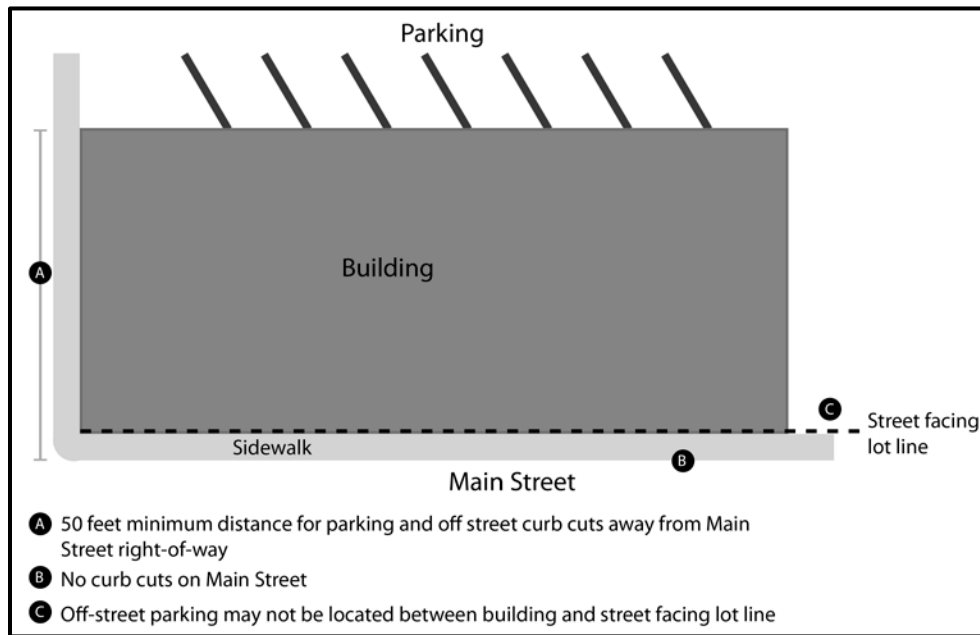 Parking
Building
A
C
Street facing
lot line
Sidewalk
B
Main Street
A 50 feet minimum distance for parking and off street curb cuts away from Main
Street right-of-way
B No curb cuts on Main Street
C Off-street parking may not be located between building and street facing lot line